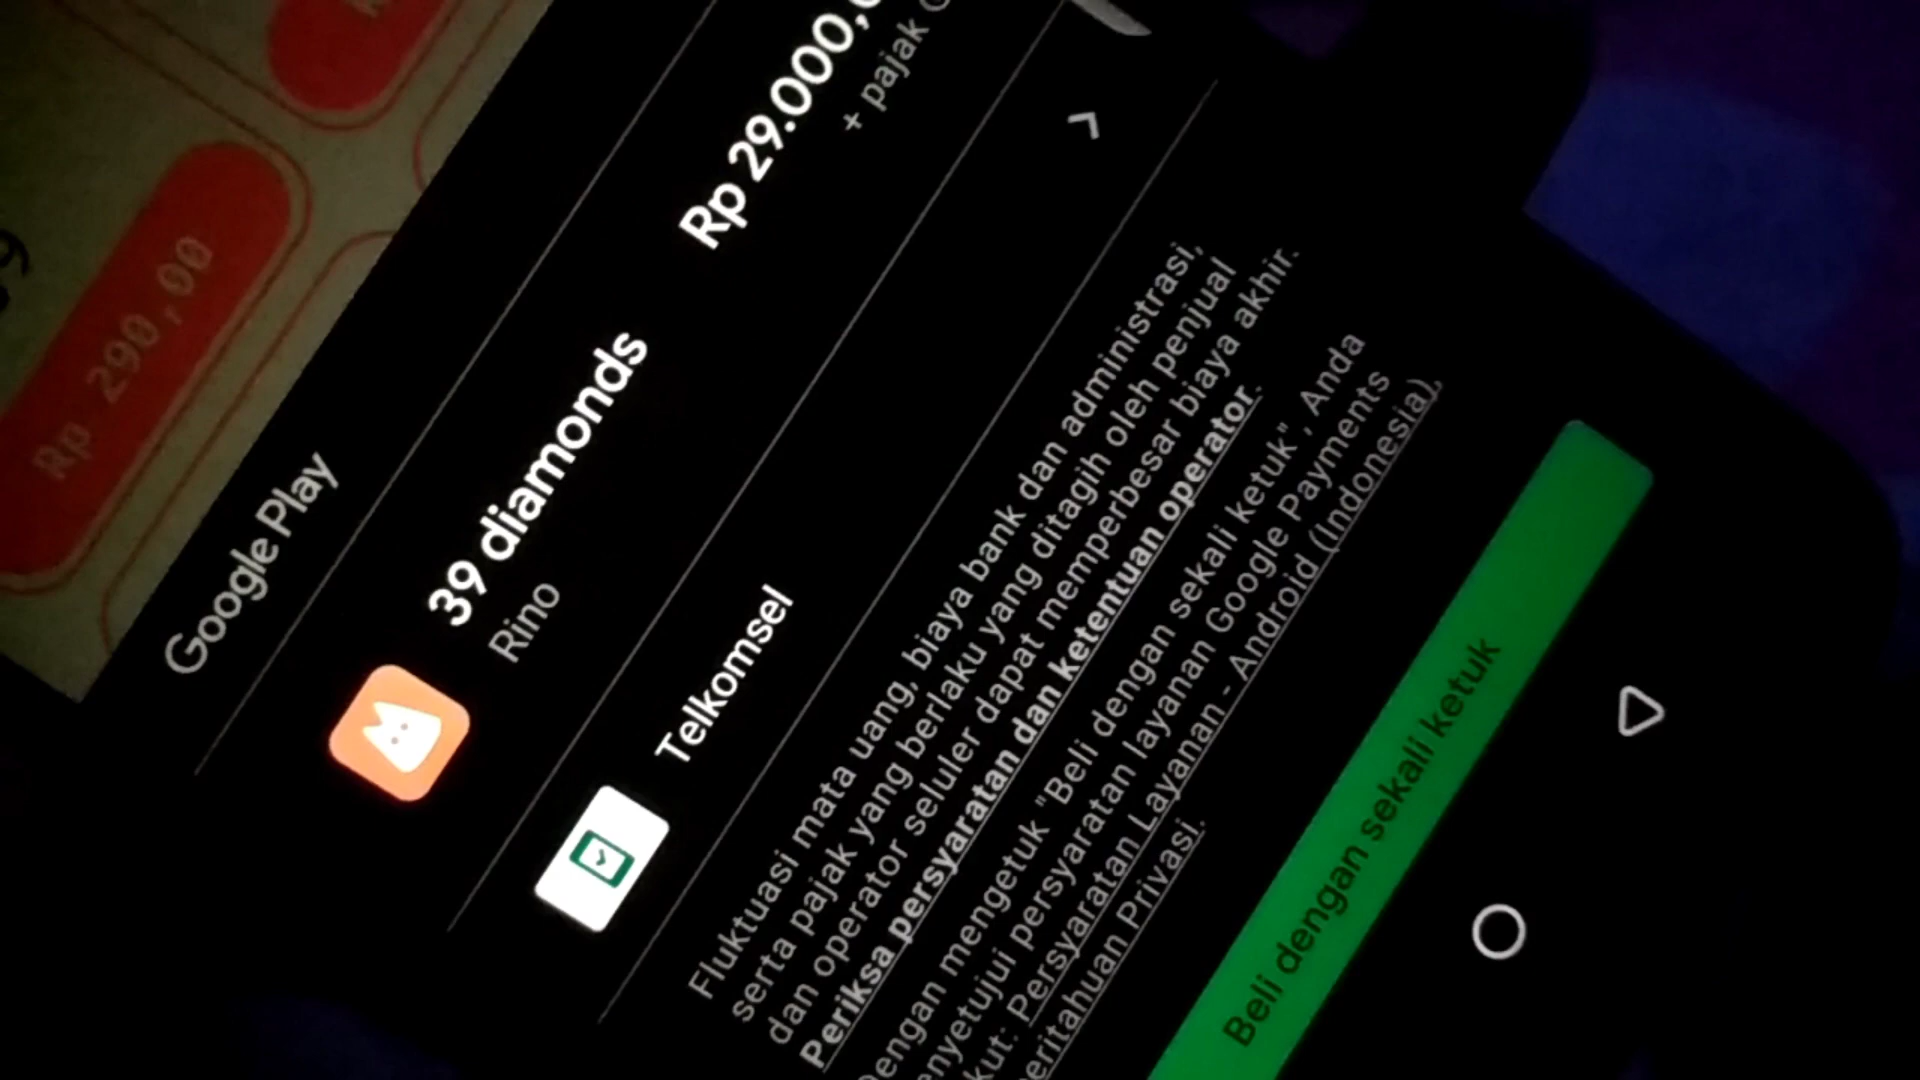 Rp 290,00
Google Play
39 diamonds
Rp 29.000,
Rino
+ pajak
Telkomsel
Fluktuasi mata uang, biaya bank dan administrasi,
serta pajak yang berlaku yang ditagih oleh penjual
dan operator seluler dapat memperbesar biaya akhir.
Periksa persyaratan dan ketentuan operator.
Dengan mengetuk "Beli dengan sekali ketuk", Anda
enyetujui persyaratan layanan Google Payments
kut: Persyaratan Layanan - Android (Indonesia),
eritahuan Privasi.
Beli dengan sekali ketuk